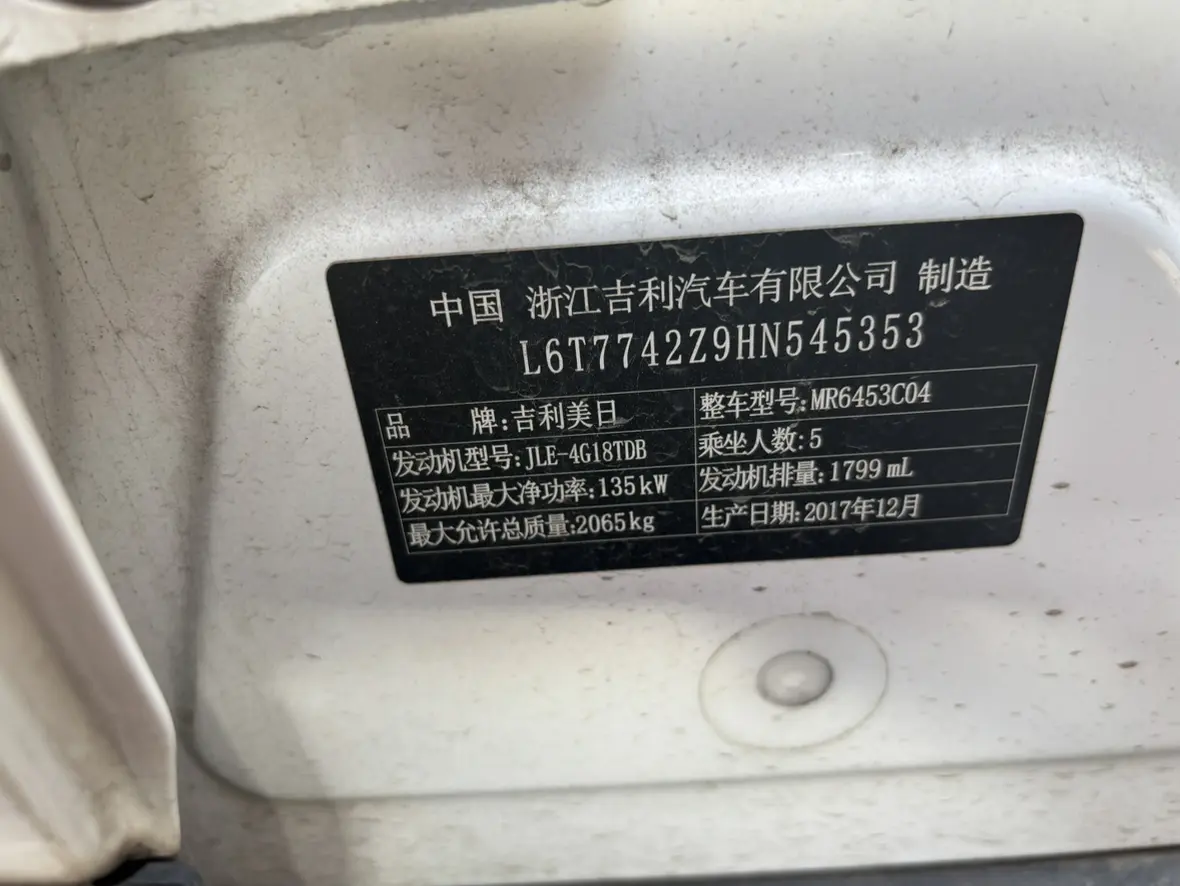 中国 浙江吉利汽车有限公司 制造
L6T7742Z9HN545353
品 牌:吉利美日 整车型号:MR6453C04
发动机型号:JLE-4G18TDB 乘坐人数:5
发动机最大净功率:135kW 发动机排量:1799mL
最大允许总质量:2065kg 生产日期:2017年12月